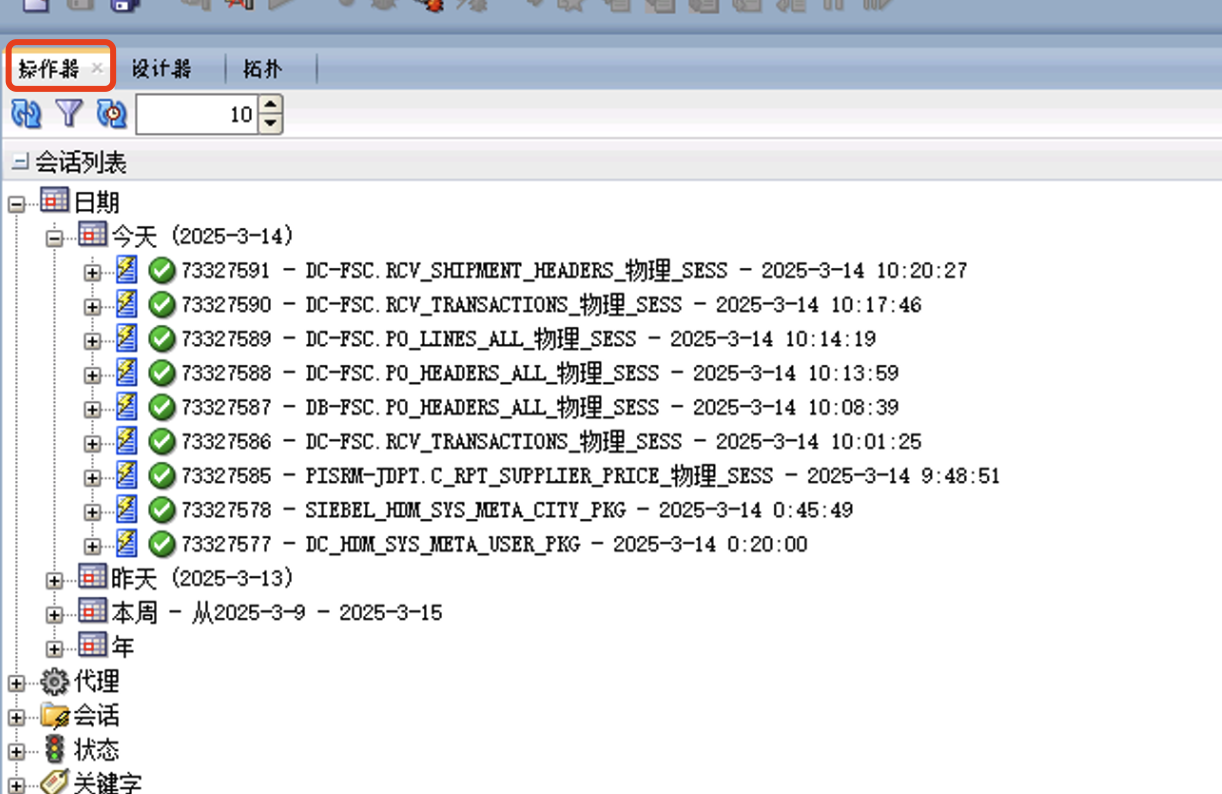 操作器 设计器 拓扑
10
会话列表
日期
今天 (2025-3-14)
73327591 - DC-FSC.RCV_SHIPMENT_HEADERS_物理_SESS - 2025-3-14 10:20:27
73327590 - DC-FSC.RCV_TRANSACTIONS_物理_SESS - 2025-3-14 10:17:46
73327589 - DC-FSC.PO_LINES_ALL_物理_SESS - 2025-3-14 10:14:19
73327588 - DC-FSC.PO_HEADERS_ALL_物理_SESS - 2025-3-14 10:13:59
73327587 - DB-FSC.PO_HEADERS_ALL_物理_SESS - 2025-3-14 10:08:39
73327586 - DC-FSC.RCV_TRANSACTIONS_物理_SESS - 2025-3-14 10:01:25
73327585 - PISRM-JDPT.C_RPT_SUPPLIER_PRICE_物理_SESS - 2025-3-14 9:48:51
73327578 - SIEBEL_HDM_SYS_META_CITY_PKG - 2025-3-14 0:45:49
73327577 - DC_HDM_SYS_META_USER_PKG - 2025-3-14 0:20:00
昨天 (2025-3-13)
本周 - 从2025-3-9 - 2025-3-15
年
代理
会话
状态
关键字